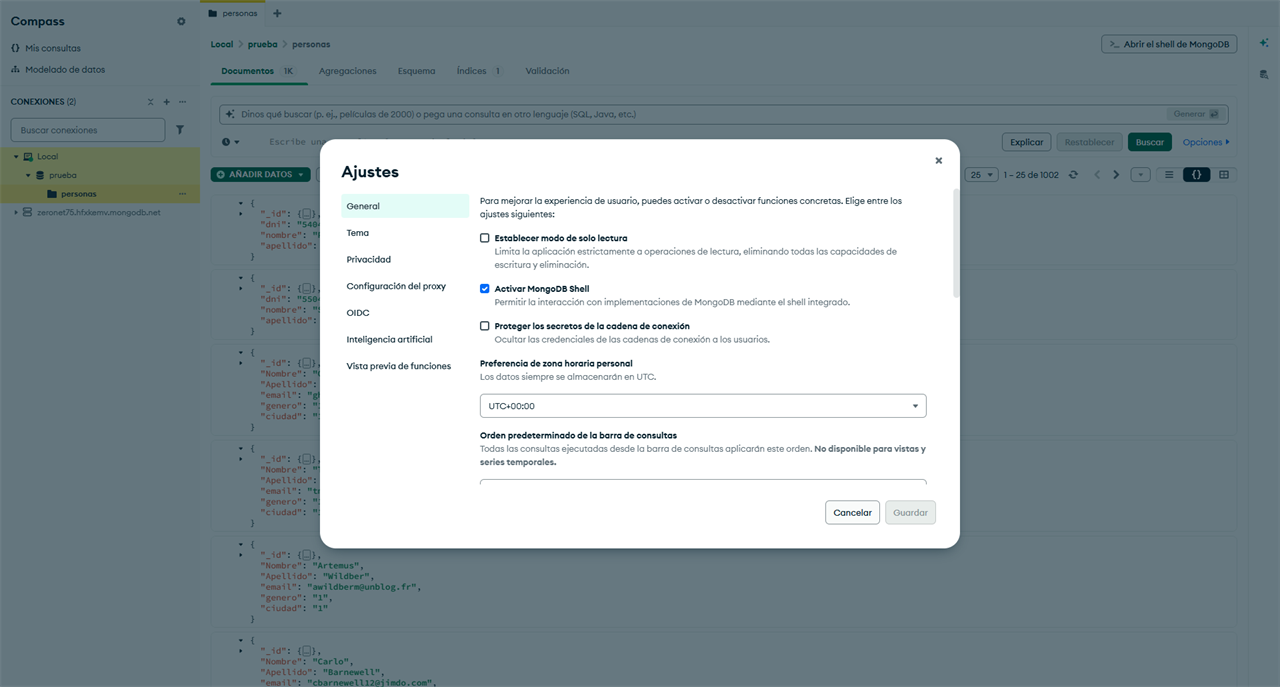 Compass
Mis consultas
Modelado de datos
CONEXIONES (2)
Buscar conexiones
Local
prueba
personas
zeronet75.hfxkemv.mongodb.net
personas
Local > prueba > personas
Abrir el shell de MongoDB
Documentos 1K Agregaciones Esquema Índices 1 Validación
Dinos qué buscar (p. ej., películas de 2000) o pega una consulta en otro lenguaje (SQL, Java, etc.)
Generar
Escribe
Explicar Restablecer Buscar Opciones
AÑADIR DATOS
25 1 – 25 de 1002
{
"_id": {
"dni":
"nombre":
"apellido":
}
{
"_id": {
"dni":
"nombre":
"apellido":
}
{
"_id": {
"Nombre":
"Apellido":
"email":
"genero":
"ciudad":
}
{
"_id": {
"Nombre":
"Apellido":
"email":
"genero":
"ciudad":
}
{
"_id": {…},
"Nombre": "Artemus",
"Apellido": "Wildber",
"email": "awildberm@unblog.fr",
"genero": "1",
"ciudad": "1"
}
{
"_id": {…},
"Nombre": "Carlo",
"Apellido": "Barnewell",
"email": "cbarnewell12@jimdo.com",
Ajustes
General
Tema
Privacidad
Configuración del proxy
OIDC
Inteligencia artificial
Vista previa de funciones
Para mejorar la experiencia de usuario, puedes activar o desactivar funciones concretas. Elige entre los
ajustes siguientes:
Establecer modo de solo lectura
Limita la aplicación estrictamente a operaciones de lectura, eliminando todas las capacidades de
escritura y eliminación.
Activar MongoDB Shell
Permitir la interacción con implementaciones de MongoDB mediante el shell integrado.
Proteger los secretos de la cadena de conexión
Ocultar las credenciales de las cadenas de conexión a los usuarios.
Preferencia de zona horaria personal
Los datos siempre se almacenarán en UTC.
UTC+00:00
Orden predeterminado de la barra de consultas
Todas las consultas ejecutadas desde la barra de consultas aplicarán este orden. No disponible para vistas y
series temporales.
Cancelar Guardar